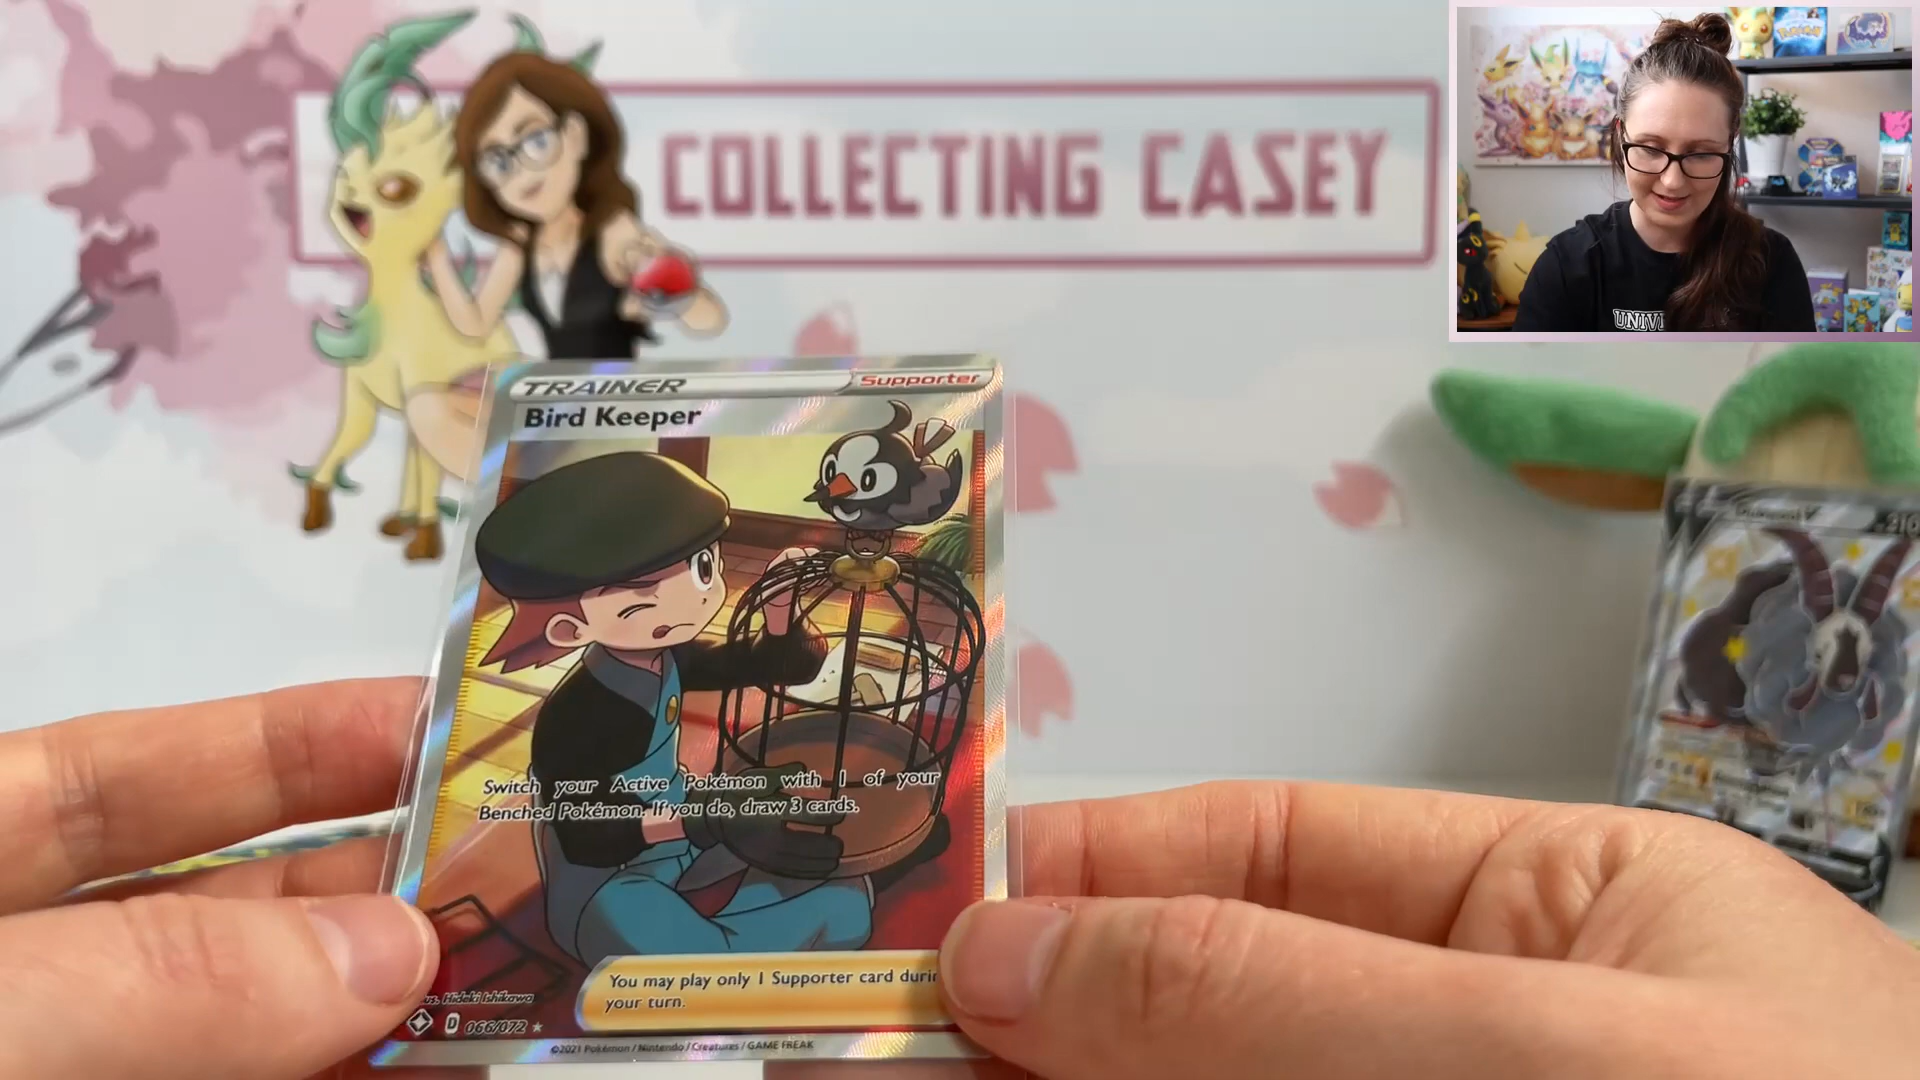 COLLECTING CASEY
UNIV
TRAINER
Supporter
Bird Keeper
Switch your Active Pokémon with 1 of your
Benched Pokémon. If you do, draw 3 cards.
You may play only 1 Supporter card durin
your turn.
us. Hideki Ishikawa
D 066/072
©2021 Pokémon / Nintendo / Creatures / GAME FREAK